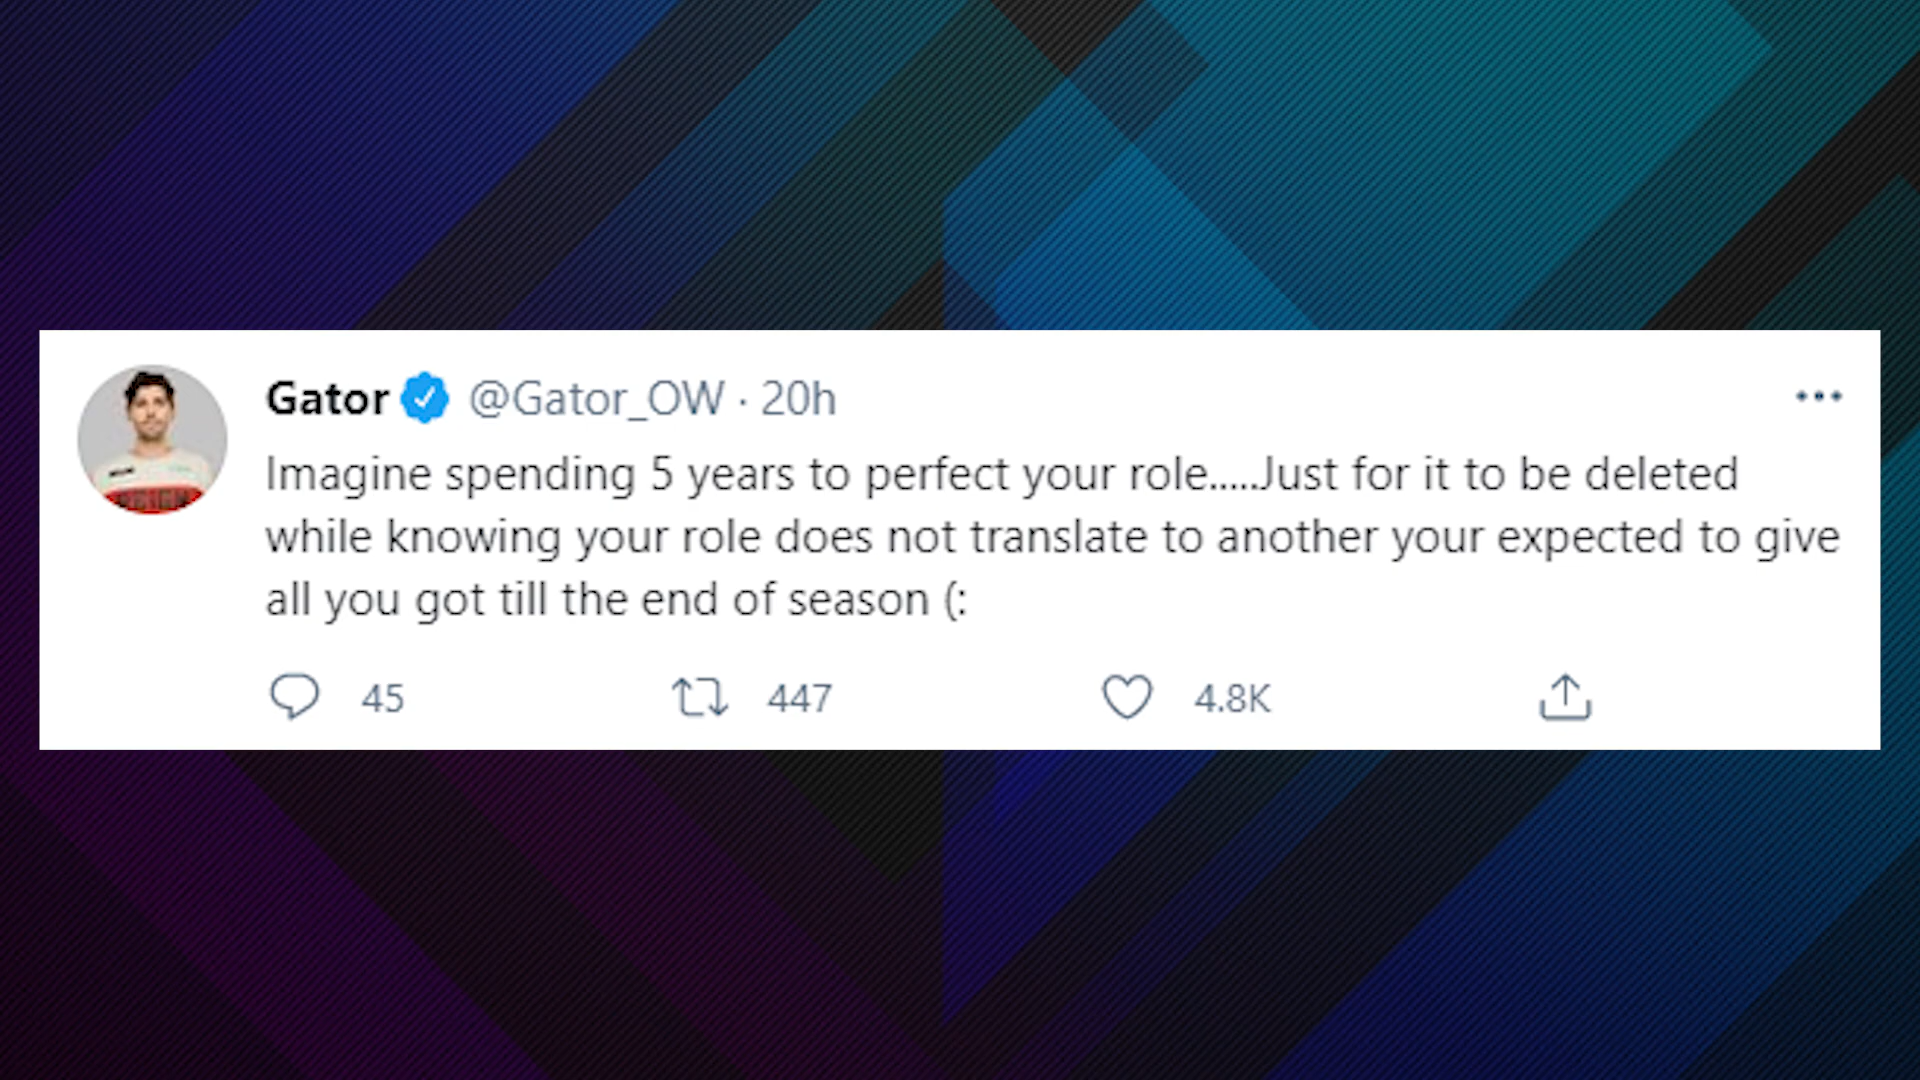 Gator @Gator_OW · 20h
Imagine spending 5 years to perfect your role.....Just for it to be deleted
while knowing your role does not translate to another your expected to give
all you got till the end of season (:
45 447 4.8K
REIGN